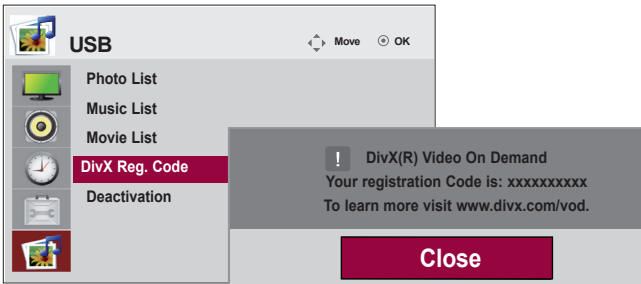 USB
Move OK
Photo List
Music List
Movie List
DivX Reg. Code
Deactivation
! DivX(R) Video On Demand
Your registration Code is: xxxxxxxxxx
To learn more visit www.divx.com/vod.
Close